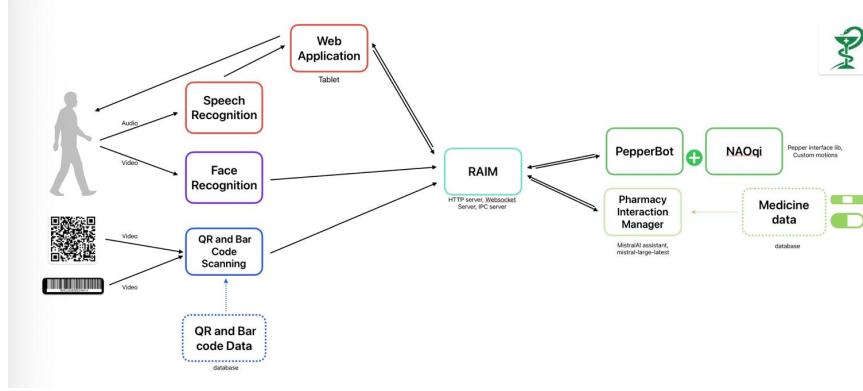 Web
Application
Tablet
Speech
Recognition
Audio
Video
Face
Recognition
RAIM
HTTP server, Websocket
Server, IPC server
PepperBot
NAOqi
Pepper interface lib,
Custom motions
Pharmacy
Interaction
Manager
MistralAI assistant,
mistral-large-latest
Medicine
data
database
Video
QR and Bar
Code
Scanning
Video
QR and Bar
code Data
database